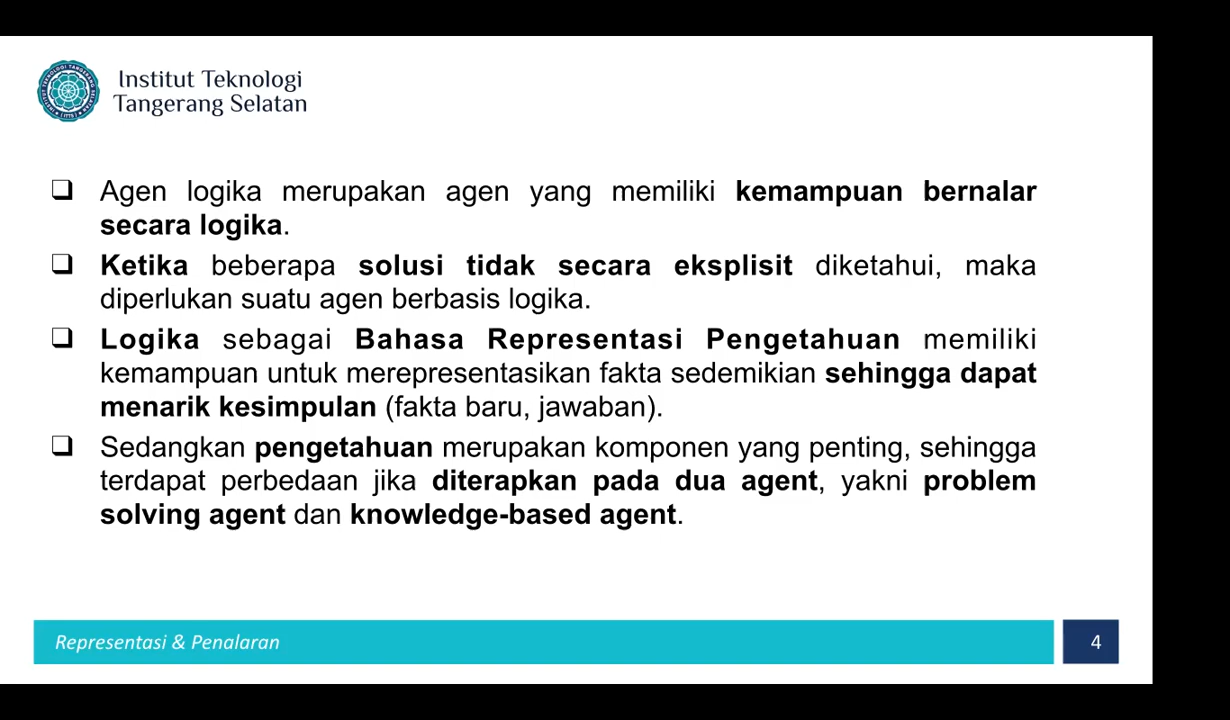 Institut Teknologi
Tangerang Selatan
❑ Agen logika merupakan agen yang memiliki kemampuan bernalar
secara logika.
❑ Ketika beberapa solusi tidak secara eksplisit diketahui, maka
diperlukan suatu agen berbasis logika.
❑ Logika sebagai Bahasa Representasi Pengetahuan memiliki
kemampuan untuk merepresentasikan fakta sedemikian sehingga dapat
menarik kesimpulan (fakta baru, jawaban).
❑ Sedangkan pengetahuan merupakan komponen yang penting, sehingga
terdapat perbedaan jika diterapkan pada dua agent, yakni problem
solving agent dan knowledge-based agent.
Representasi & Penalaran
4